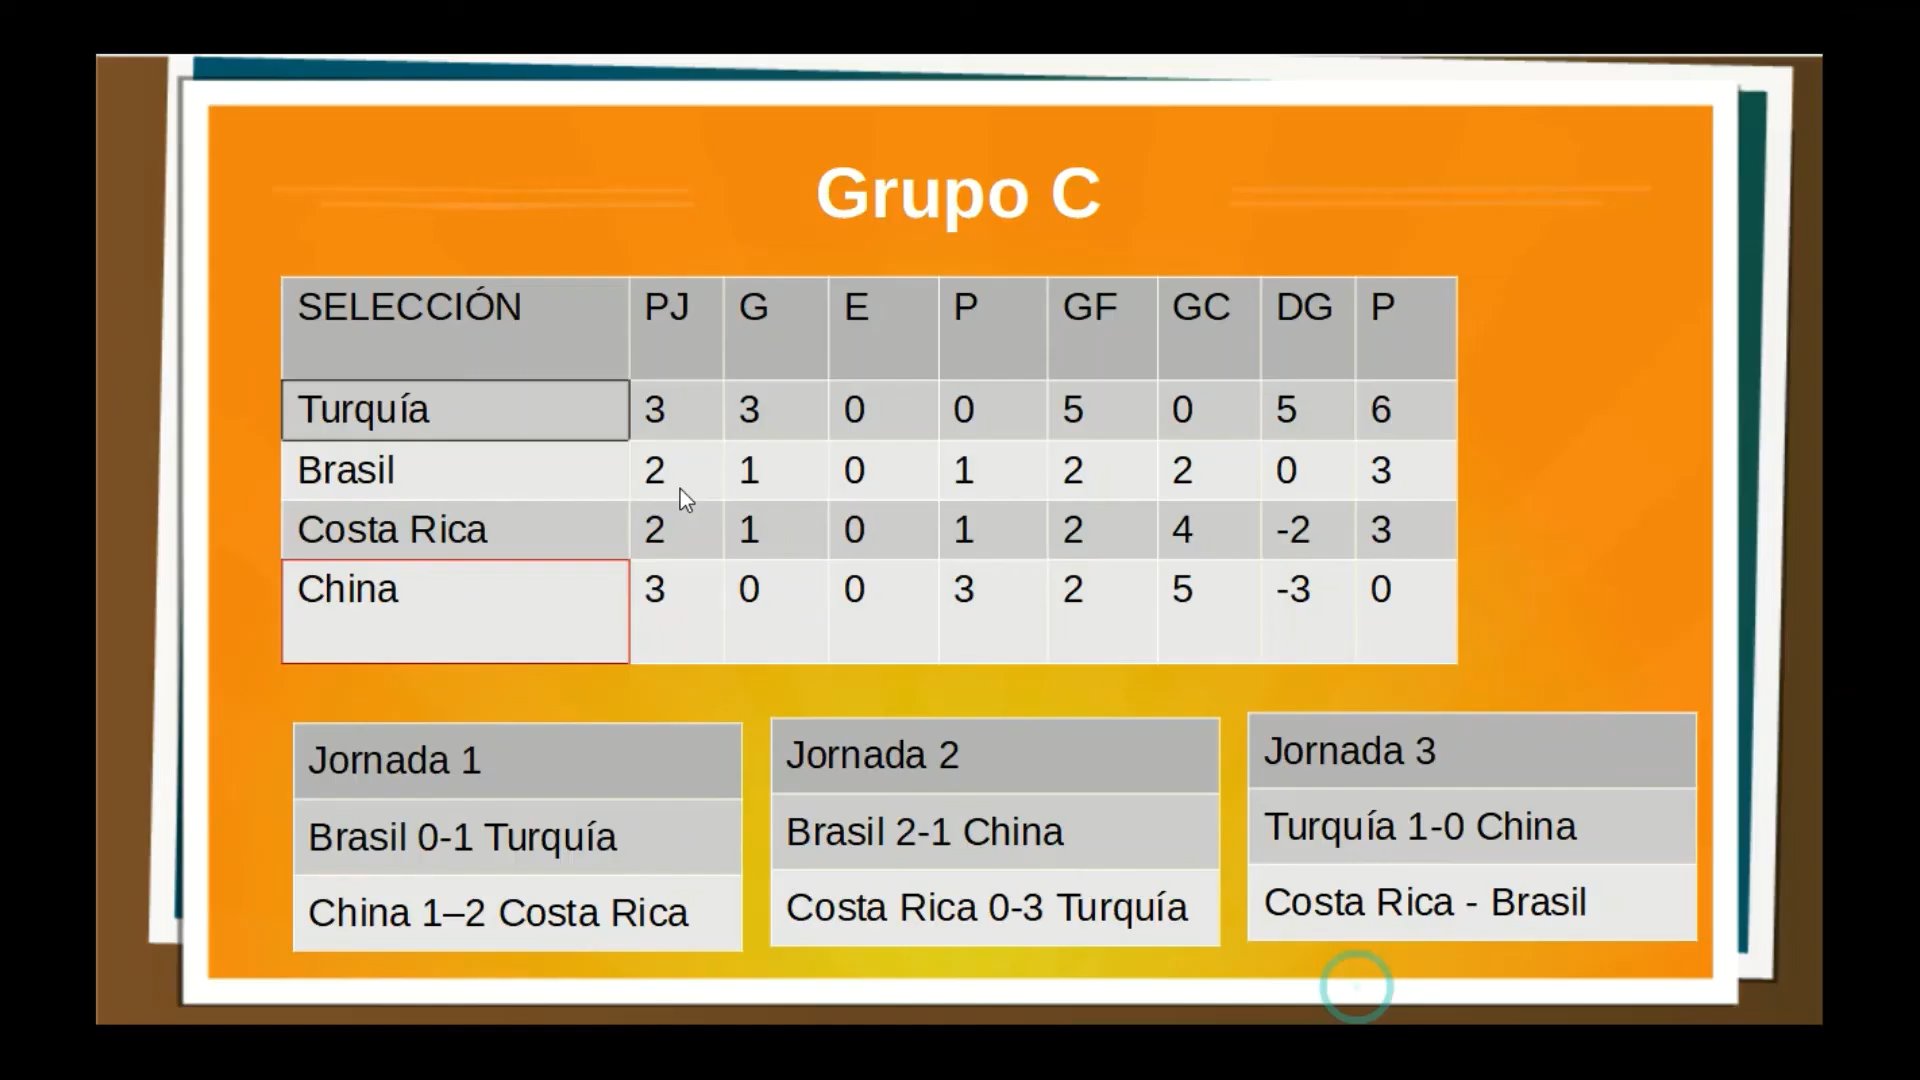 Grupo C
SELECCIÓN PJ G E P GF GC DG P
Turquía 3 3 0 0 5 0 5 6
Brasil 2 1 0 1 2 2 0 3
Costa Rica 2 1 0 1 2 4 -2 3
China 3 0 0 3 2 5 -3 0
Jornada 1
Brasil 0-1 Turquía
China 1–2 Costa Rica
Jornada 2
Brasil 2-1 China
Costa Rica 0-3 Turquía
Jornada 3
Turquía 1-0 China
Costa Rica - Brasil